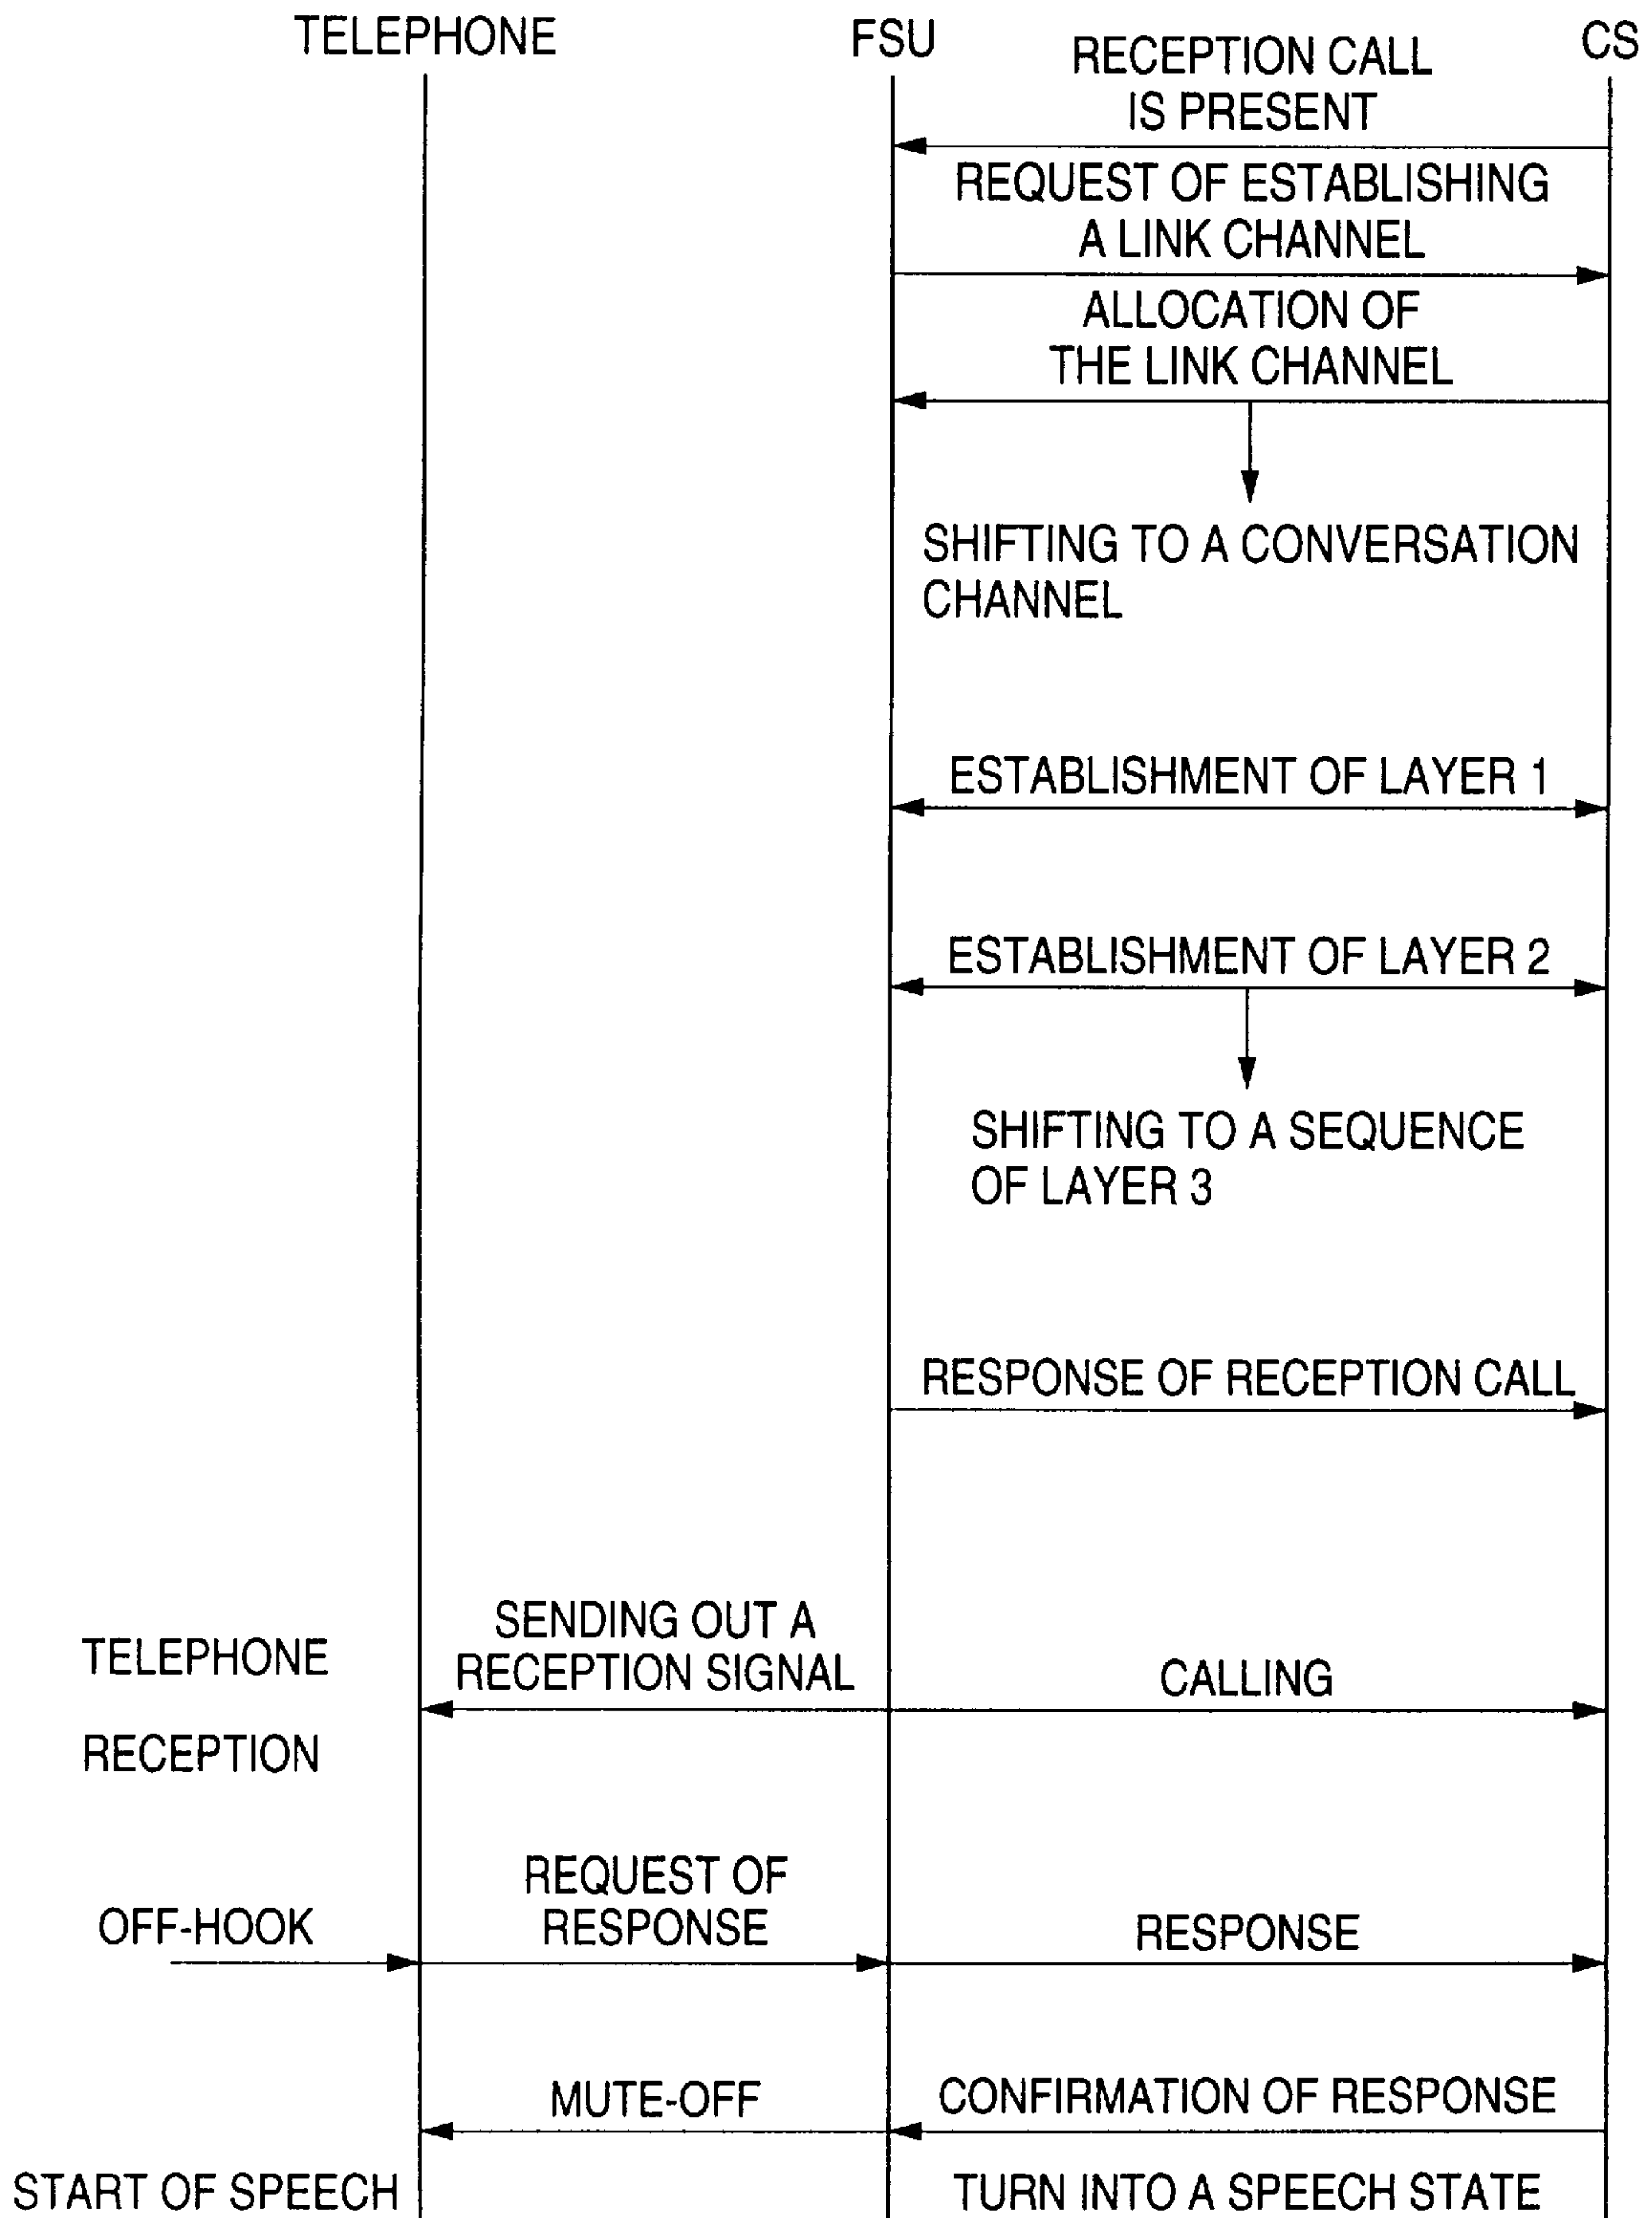 TELEPHONE
FSU
CS
RECEPTION CALL
IS PRESENT
REQUEST OF ESTABLISHING
A LINK CHANNEL
ALLOCATION OF
THE LINK CHANNEL
SHIFTING TO A CONVERSATION
CHANNEL
ESTABLISHMENT OF LAYER 1
ESTABLISHMENT OF LAYER 2
SHIFTING TO A SEQUENCE
OF LAYER 3
RESPONSE OF RECEPTION CALL
TELEPHONE
RECEPTION
SENDING OUT A
RECEPTION SIGNAL
CALLING
OFF-HOOK
REQUEST OF
RESPONSE
RESPONSE
MUTE-OFF
CONFIRMATION OF RESPONSE
START OF SPEECH
TURN INTO A SPEECH STATE